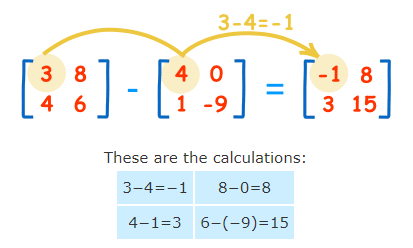 3-4=-1
3 8 4 0 -1 8
- =
4 6 1 -9 3 15
These are the calculations:
3−4=−1 8−0=8
4−1=3 6−(−9)=15